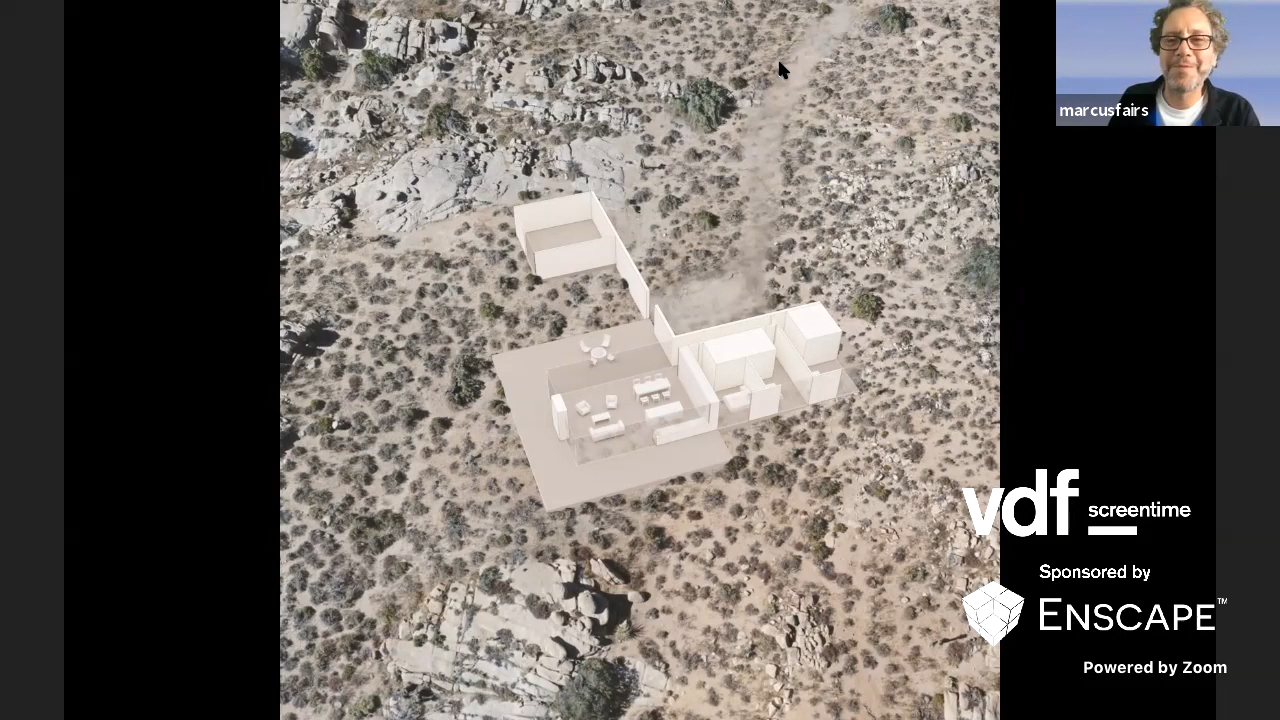 marcusfairs
vdf screentime
Sponsored by
ENSCAPE™
Powered by Zoom